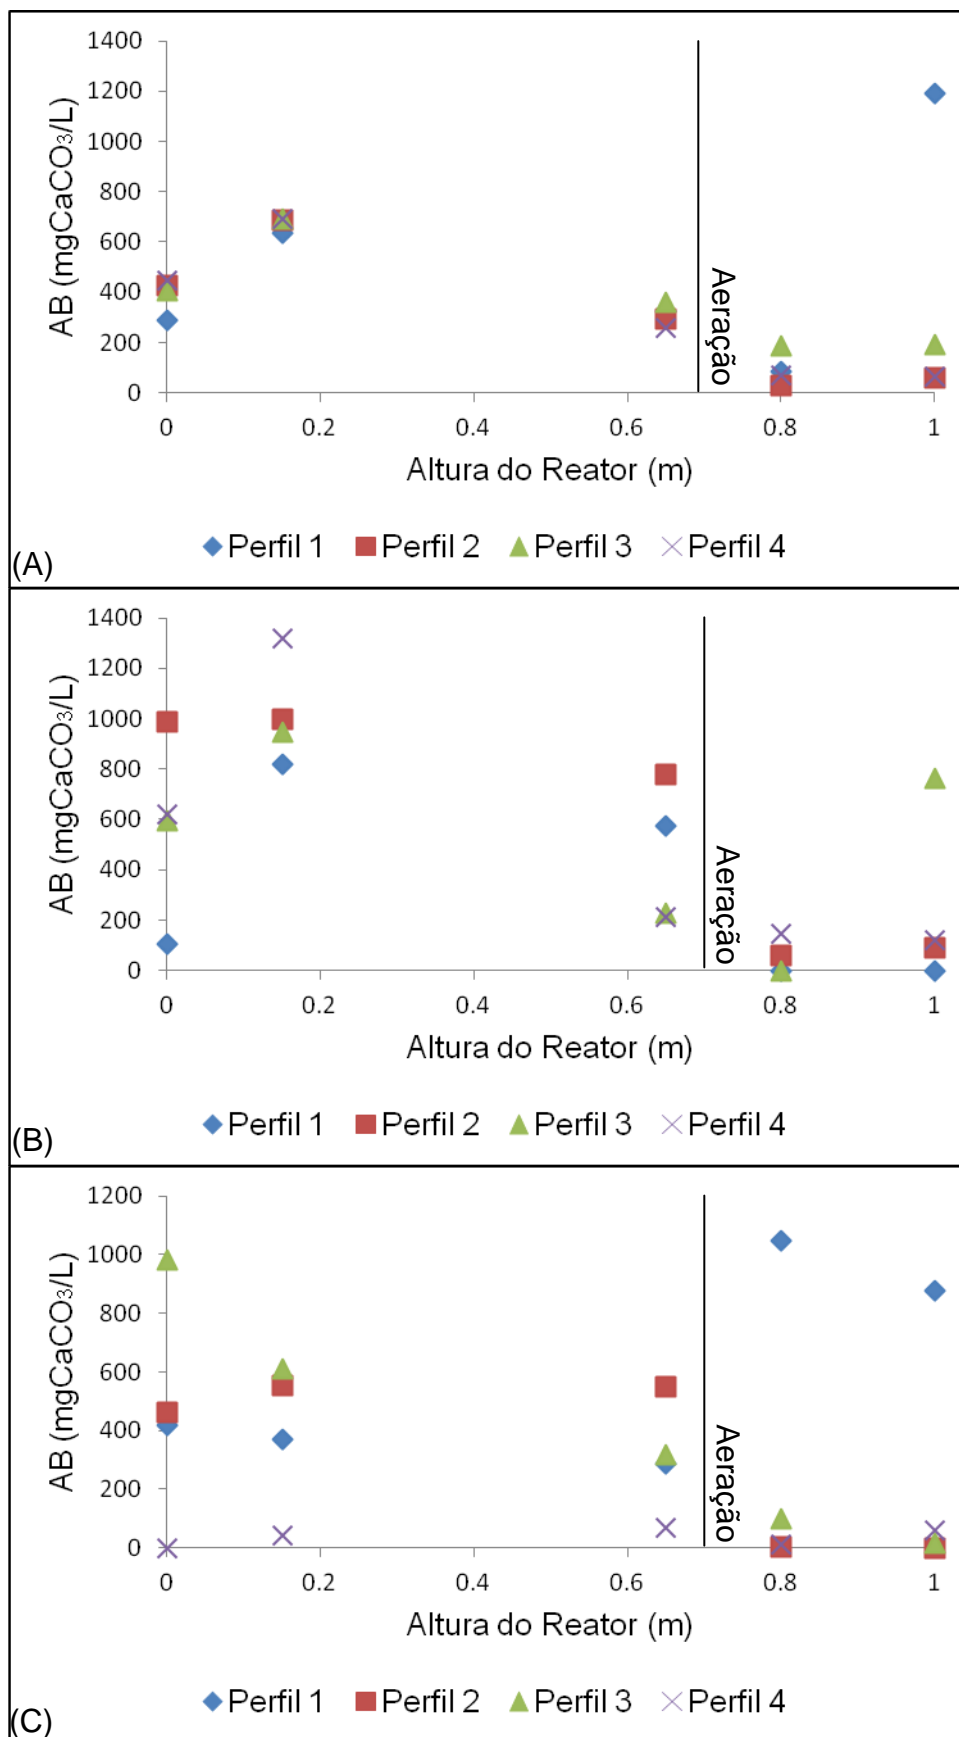 1400
1200
1000
800
600
400
200
0
AB (mgCaCO₃/L)
Aeração
0 0.2 0.4 0.6 0.8 1
Altura do Reator (m)
Perfil 1 Perfil 2 Perfil 3 Perfil 4
(A)
1400
1200
1000
800
600
400
200
0
AB (mgCaCO₃/L)
Aeração
0 0.2 0.4 0.6 0.8 1
Altura do Reator (m)
Perfil 1 Perfil 2 Perfil 3 Perfil 4
(B)
1200
1000
800
600
400
200
0
AB (mgCaCO₃/L)
Aeração
0 0.2 0.4 0.6 0.8 1
Altura do Reator (m)
Perfil 1 Perfil 2 Perfil 3 Perfil 4
(C)